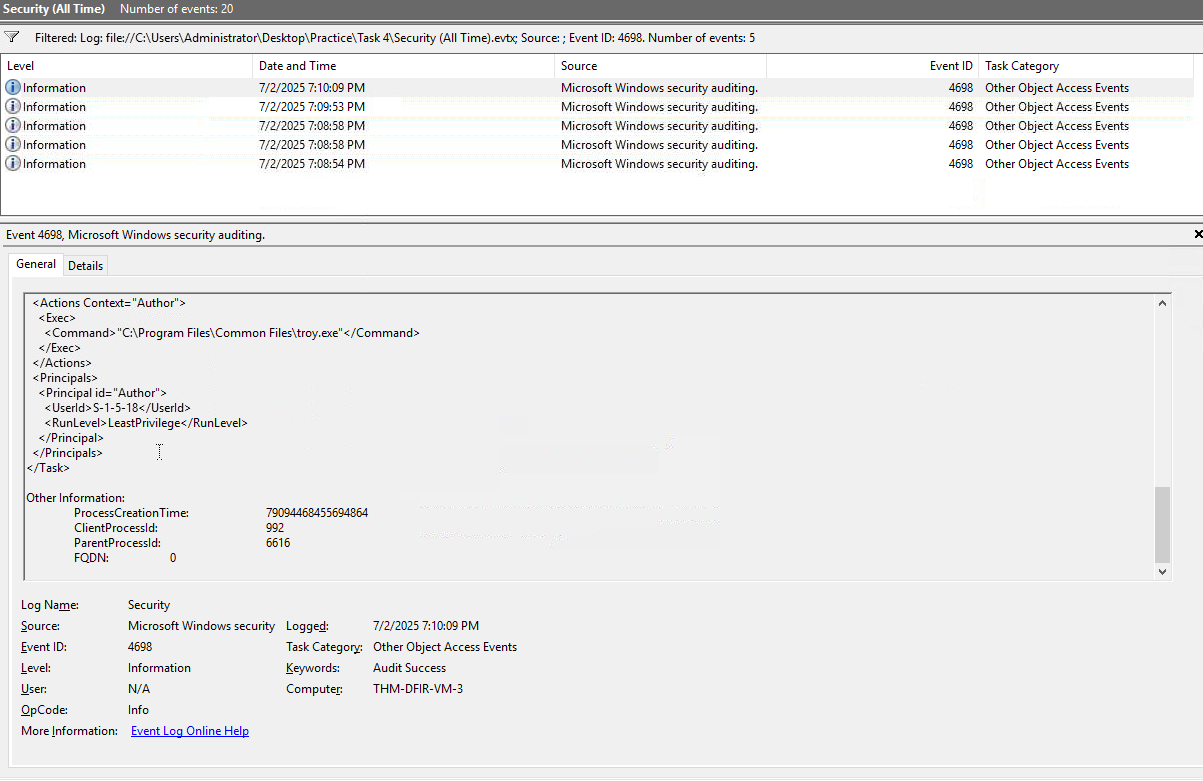 Security (All Time) Number of events: 20
Filtered: Log: file://C:\Users\Administrator\Desktop\Practice\Task 4\Security (All Time).evtx; Source: ; Event ID: 4698. Number of events: 5
Level Date and Time Source Event ID Task Category
Information 7/2/2025 7:10:09 PM Microsoft Windows security auditing. 4698 Other Object Access Events
Information 7/2/2025 7:09:53 PM Microsoft Windows security auditing. 4698 Other Object Access Events
Information 7/2/2025 7:08:58 PM Microsoft Windows security auditing. 4698 Other Object Access Events
Information 7/2/2025 7:08:58 PM Microsoft Windows security auditing. 4698 Other Object Access Events
Information 7/2/2025 7:08:54 PM Microsoft Windows security auditing. 4698 Other Object Access Events
Event 4698, Microsoft Windows security auditing.
General Details
<Actions Context="Author">
<Exec>
<Command>"C:\Program Files\Common Files\troy.exe"</Command>
</Exec>
</Actions>
<Principals>
<Principal id="Author">
<UserId>S-1-5-18</UserId>
<RunLevel>LeastPrivilege</RunLevel>
</Principal>
</Principals>
</Task>
Other Information:
ProcessCreationTime: 79094468455694864
ClientProcessId: 992
ParentProcessId: 6616
FQDN: 0
Log Name: Security
Source: Microsoft Windows security Logged: 7/2/2025 7:10:09 PM
Event ID: 4698 Task Category: Other Object Access Events
Level: Information Keywords: Audit Success
User: N/A Computer: THM-DFIR-VM-3
OpCode: Info
More Information: Event Log Online Help